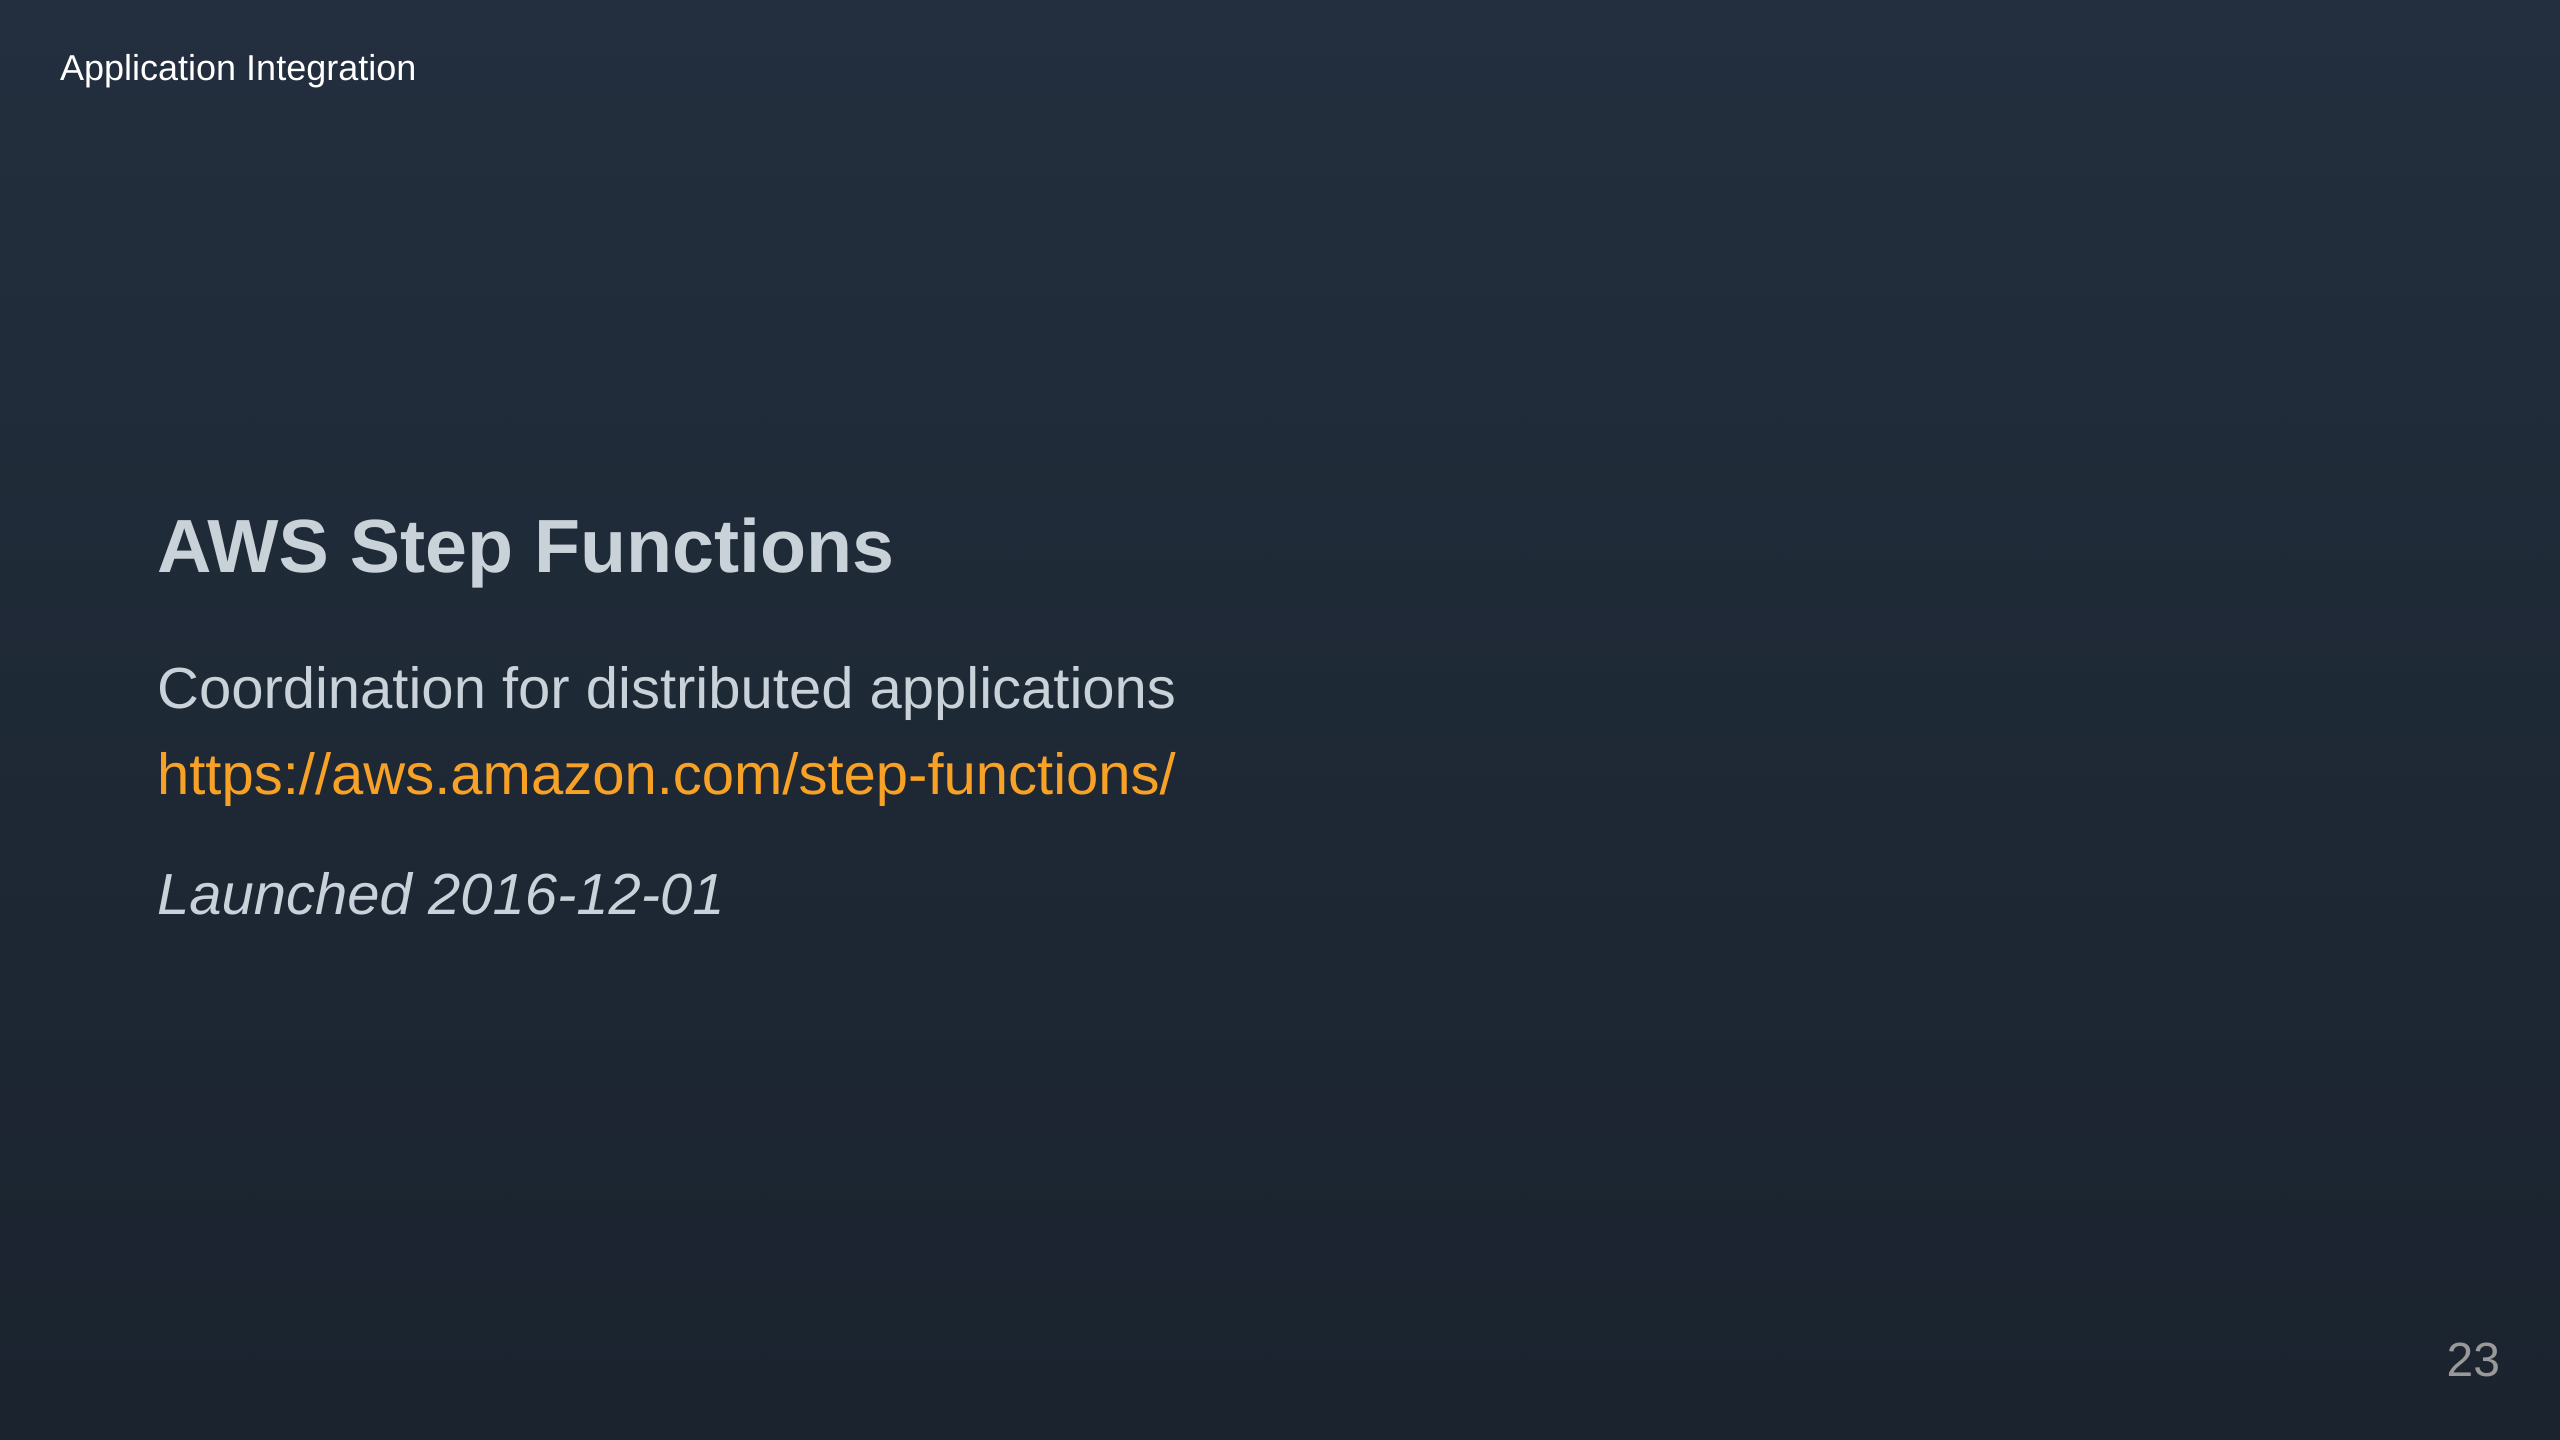 Application Integration
AWS Step Functions
Coordination for distributed applications
https://aws.amazon.com/step-functions/
Launched 2016-12-01
23